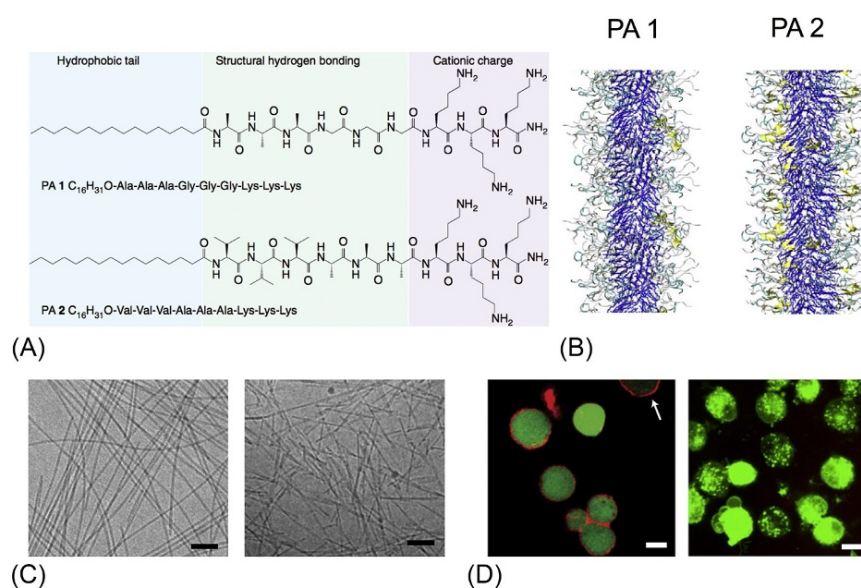 PA 1 PA 2
Hydrophobic tail Structural hydrogen bonding Cationic charge
NH₂ NH₂
O H O H O H O H O
N N N N NH₂
N H O N H O N H O N H O
NH₂
PA 1 C₁₆H₃₁O-Ala-Ala-Ala-Gly-Gly-Gly-Lys-Lys-Lys
NH₂ NH₂
O H O H O H O H O
N N N N NH₂
N H O N H O N H O N H O
NH₂
PA 2 C₁₆H₃₁O-Val-Val-Val-Ala-Ala-Ala-Lys-Lys-Lys
(A) (B)
(C) (D)